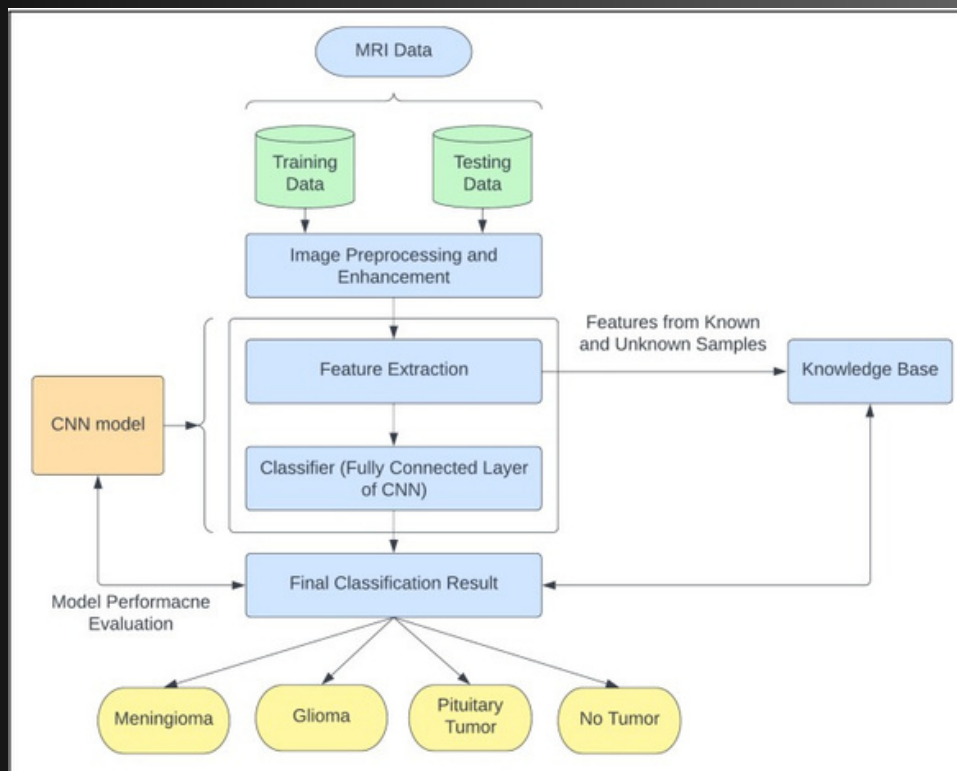 MRI Data
Training
Data
Testing
Data
Image Preprocessing and
Enhancement
Features from Known
and Unknown Samples
Feature Extraction
Knowledge Base
CNN model
Classifier (Fully Connected Layer
of CNN)
Final Classification Result
Model Performacne
Evaluation
Meningioma
Glioma
Pituitary
Tumor
No Tumor